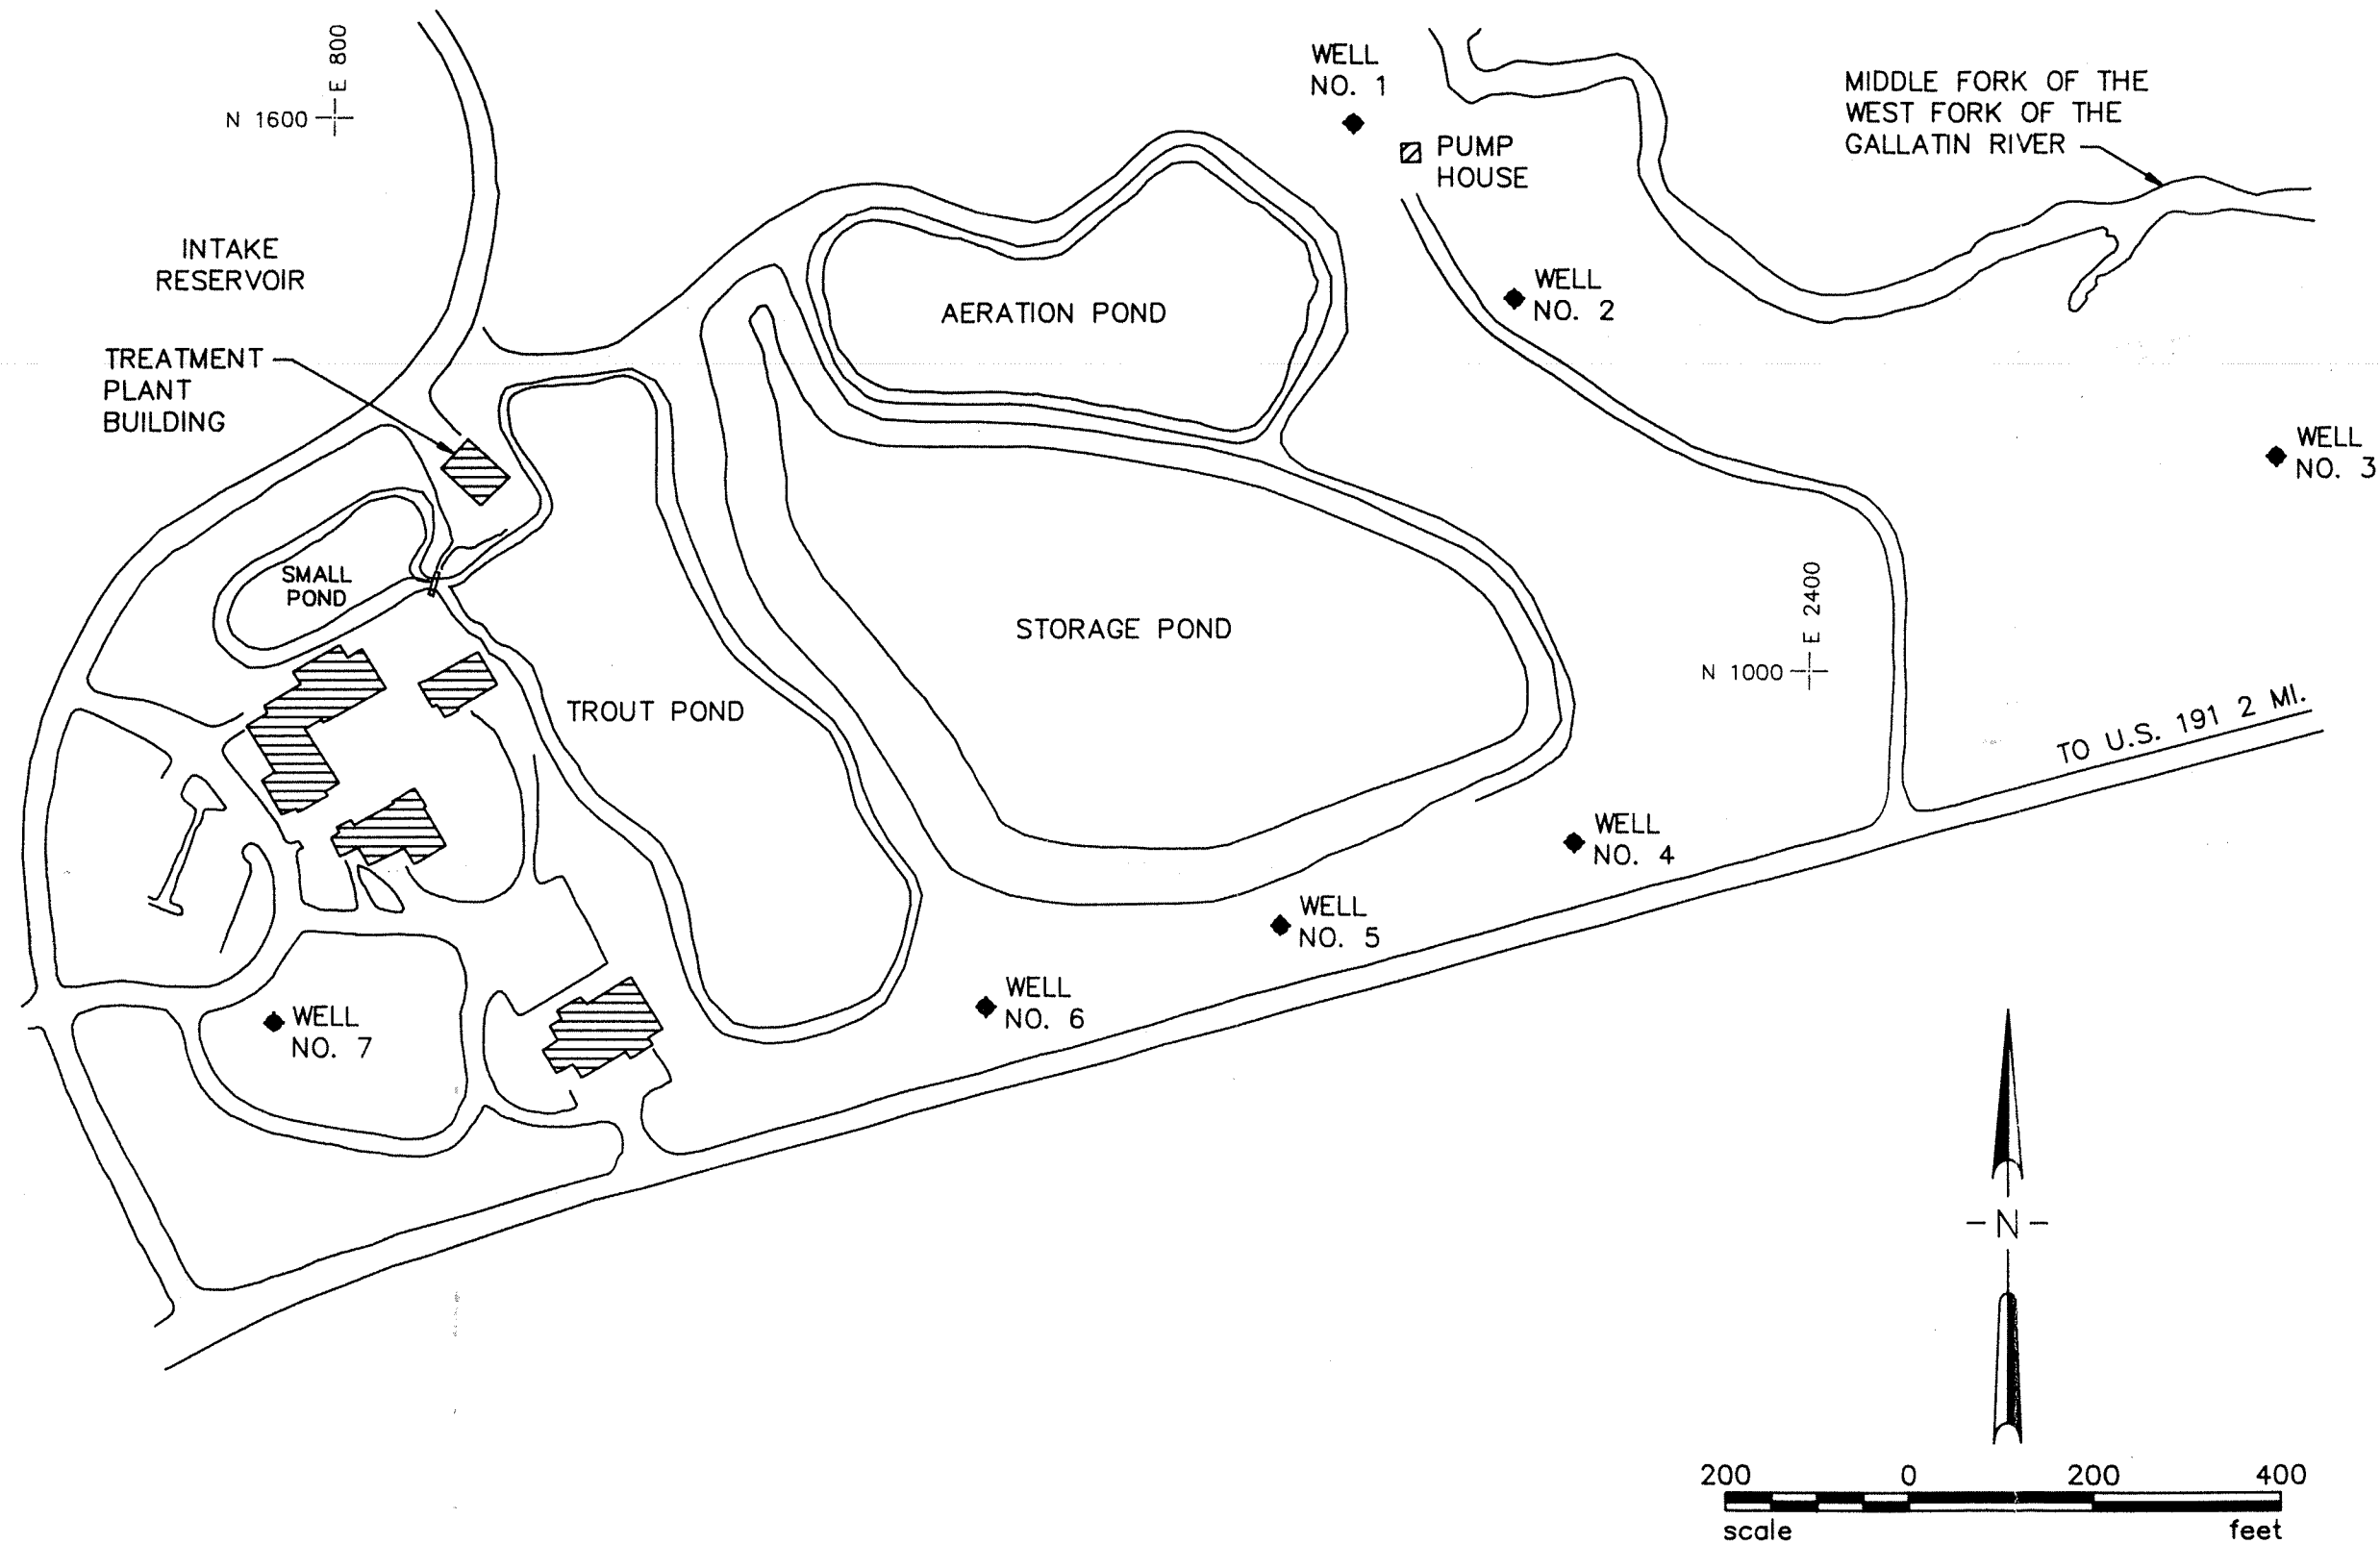 E 800
N 1600
WELL
NO. 1
MIDDLE FORK OF THE
WEST FORK OF THE
GALLATIN RIVER
PUMP
HOUSE
INTAKE
RESERVOIR
WELL
NO. 2
AERATION POND
TREATMENT
PLANT
BUILDING
WELL
NO. 3
SMALL
POND
STORAGE POND
E 2400
N 1000
TROUT POND
TO U.S. 191 2 MI.
WELL
NO. 4
WELL
NO. 5
WELL
NO. 6
WELL
NO. 7
-N-
200 0 200 400
scale feet